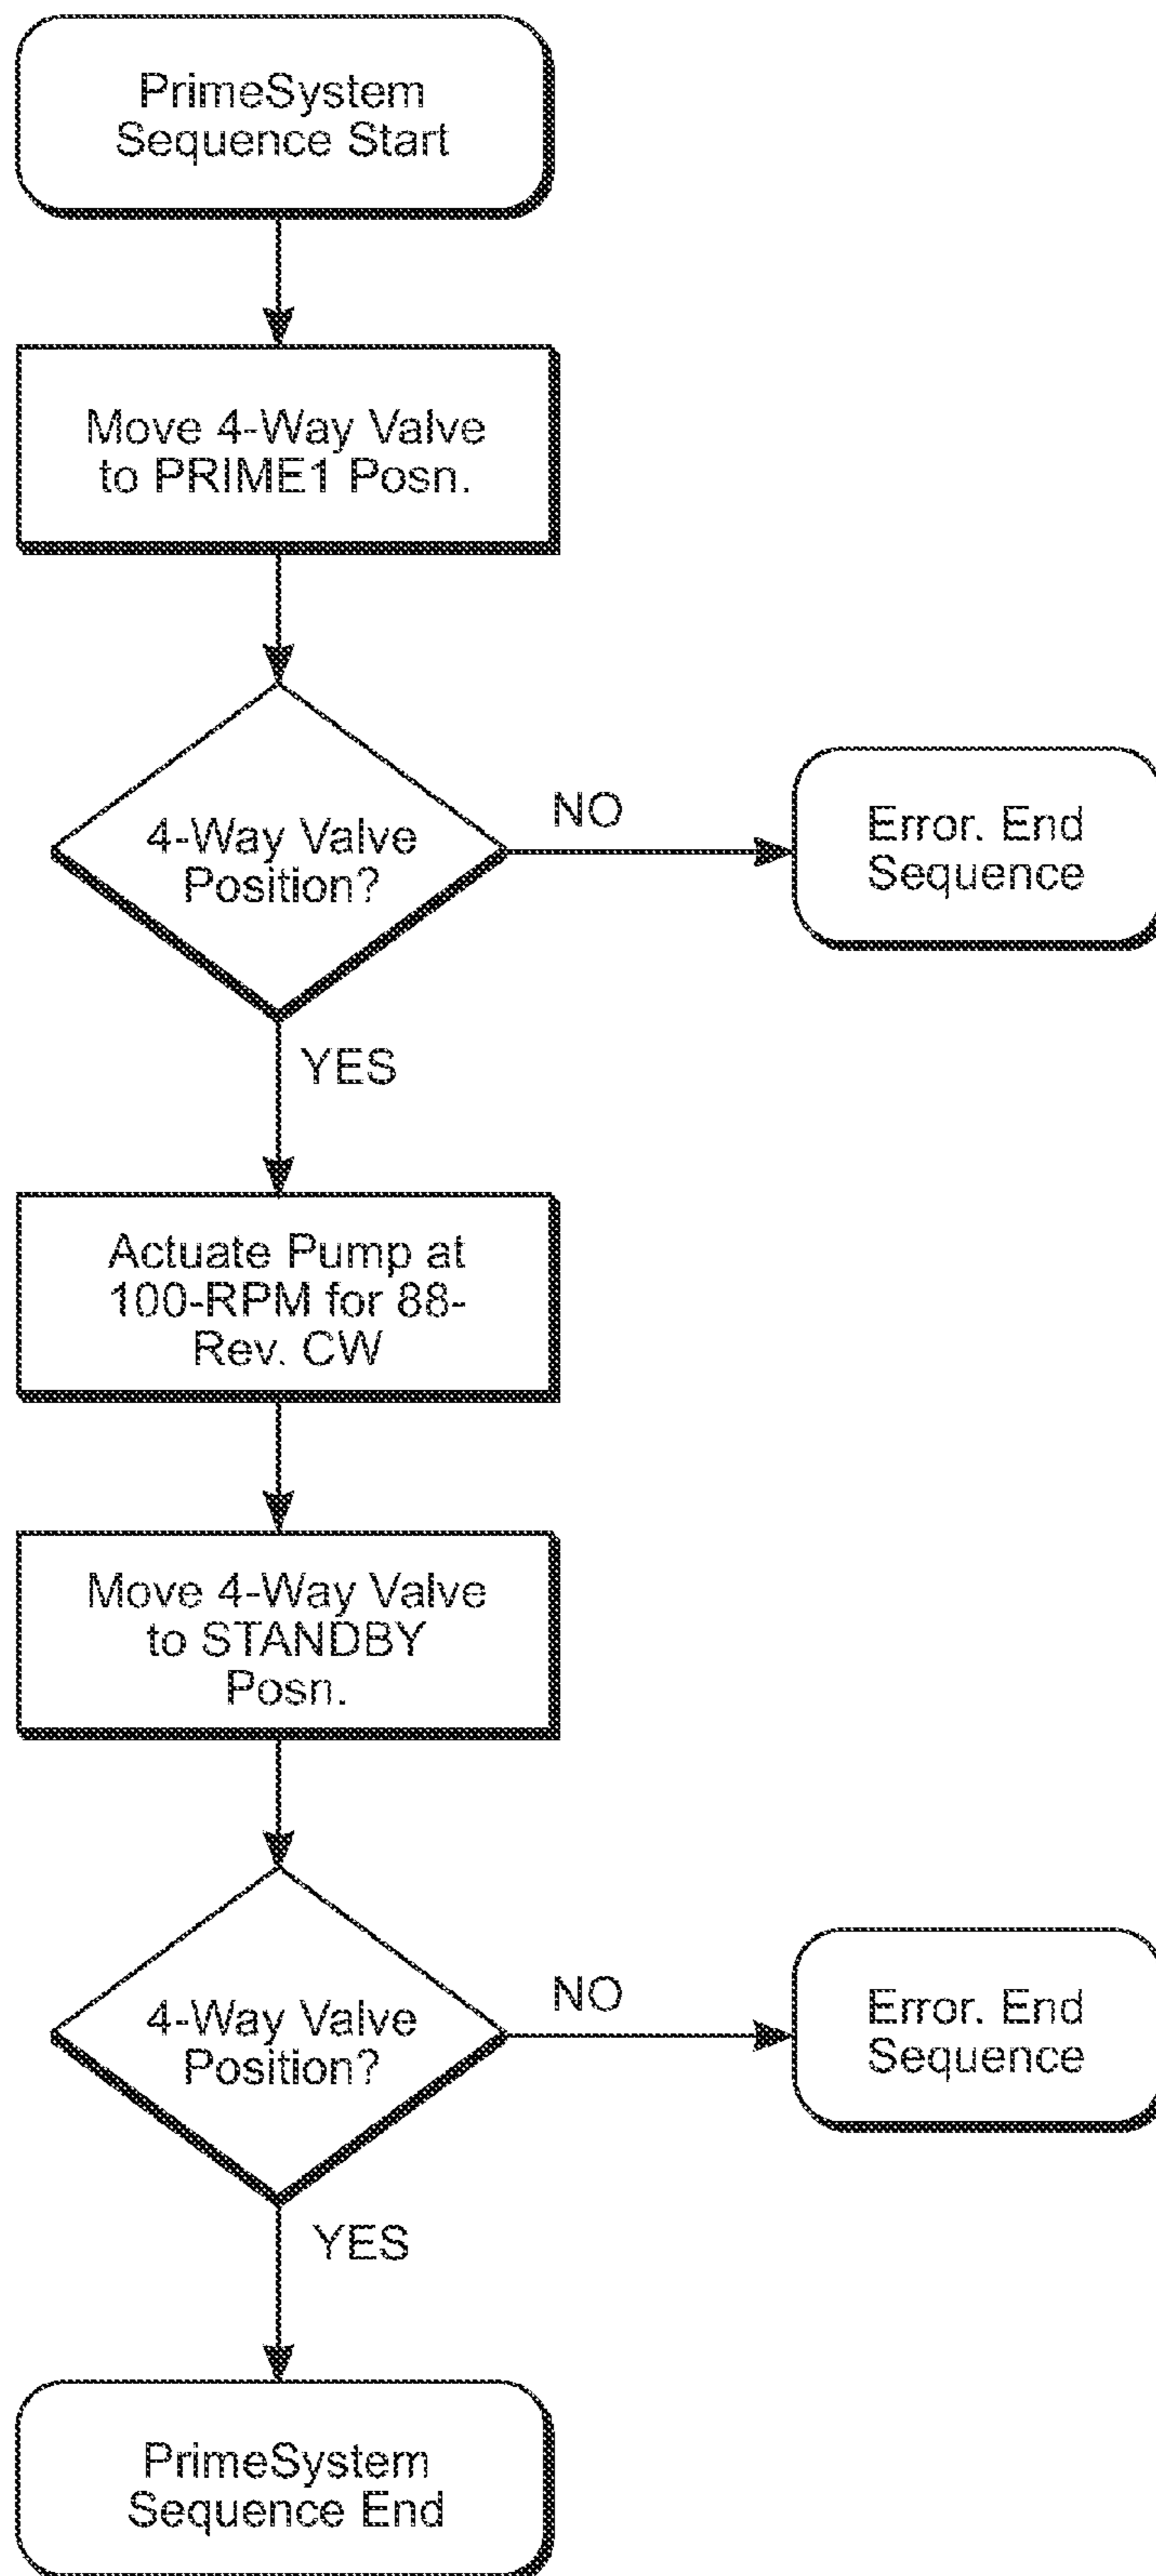 PrimeSystem
Sequence Start
Move 4-Way Valve
to PRIME1 Posn.
4-Way Valve
Position?
NO
Error. End
Sequence
YES
Actuate Pump at
100-RPM for 88-
Rev. CW
Move 4-Way Valve
to STANDBY
Posn.
4-Way Valve
Position?
NO
Error. End
Sequence
YES
PrimeSystem
Sequence End